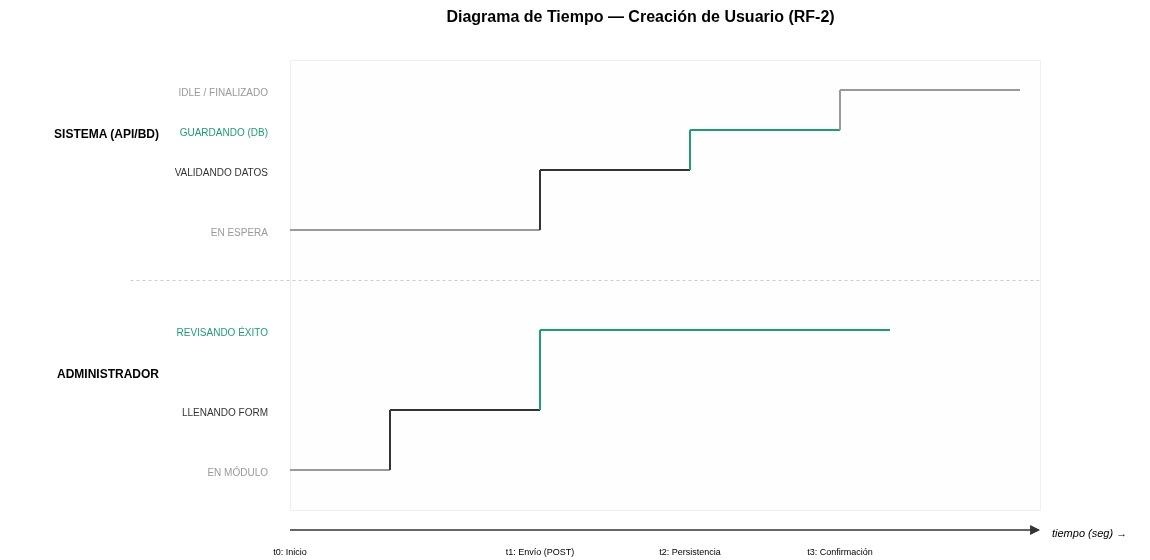 Diagrama de Tiempo — Creación de Usuario (RF-2)
IDLE / FINALIZADO
SISTEMA (API/BD)
GUARDANDO (DB)
VALIDANDO DATOS
EN ESPERA
REVISANDO ÉXITO
ADMINISTRADOR
LLENANDO FORM
EN MÓDULO
tiempo (seg) →
t0: Inicio
t1: Envío (POST)
t2: Persistencia
t3: Confirmación